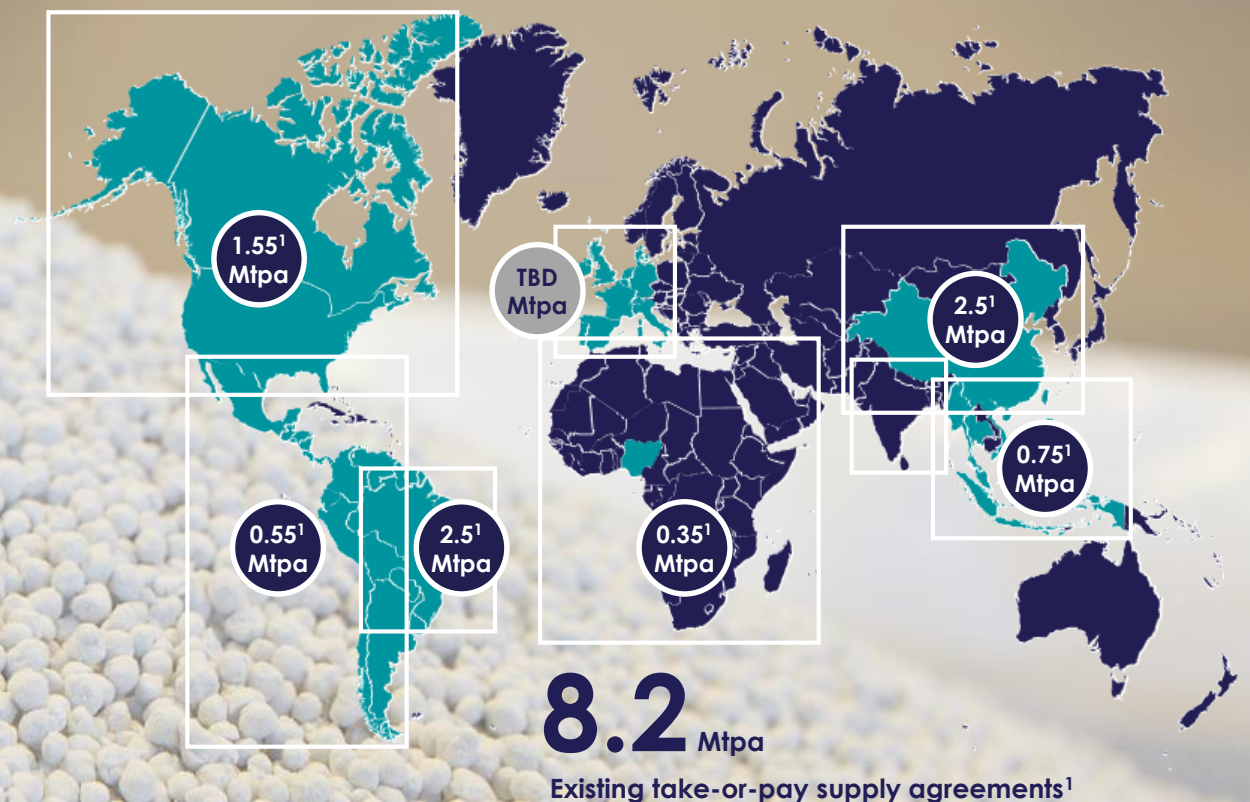 1.55¹
Mtpa
TBD
Mtpa
2.5¹
Mtpa
0.75¹
Mtpa
0.55¹
Mtpa
2.5¹
Mtpa
0.35¹
Mtpa
8.2 Mtpa
Existing take-or-pay supply agreements¹